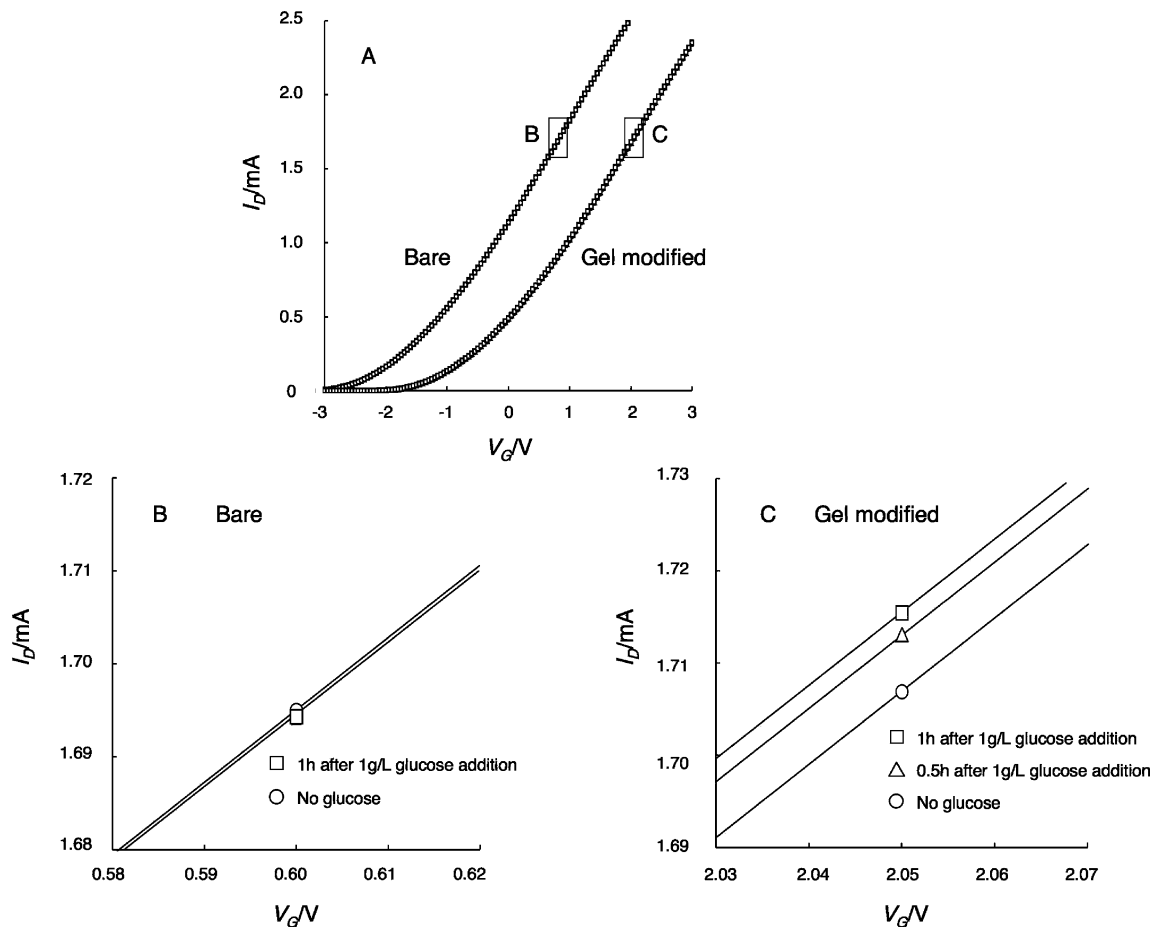 A
2.5
2.0
1.5
1.0
0.5
0
I_D/mA
B
C
Bare
Gel modified
-3 -2 -1 0 1 2 3
V_G/V
B Bare
1.72
1.71
1.70
1.69
1.68
I_D/mA
1h after 1g/L glucose addition
No glucose
0.58 0.59 0.60 0.61 0.62
V_G/V
C Gel modified
1.73
1.72
1.71
1.70
1.69
I_D/mA
1h after 1g/L glucose addition
0.5h after 1g/L glucose addition
No glucose
2.03 2.04 2.05 2.06 2.07
V_G/V